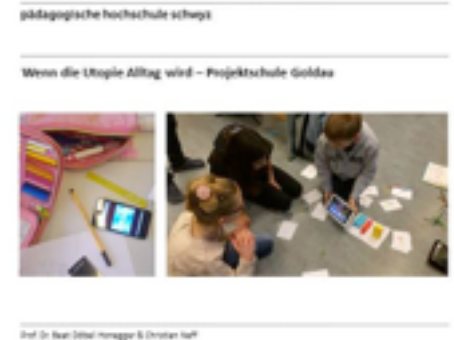 pädagogische hochschule schwyz
Wenn die Utopie Alltag wird – Projektschule Goldau
Prof. Dr. Beat Döbeli Honegger & Christian Neff